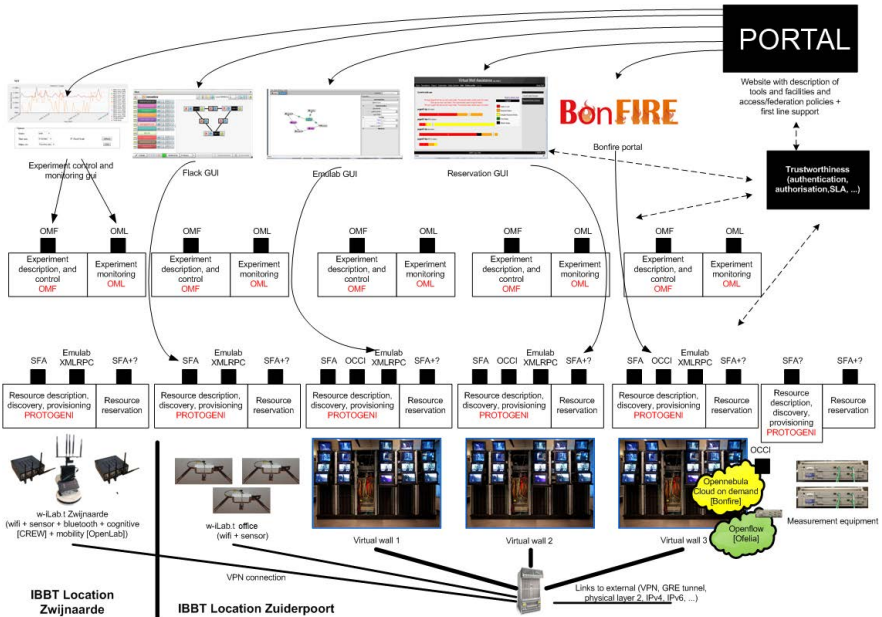 PORTAL
Website with description of
tools and facilities and
access/federation policies +
first line support
BonFIRE
Experiment control and
monitoring gui
Flack GUI
Emulab GUI
Reservation GUI
Bonfire portal
Trustworthiness
(authentication,
authorisation,SLA, ...)
OMF
OML
OMF
OML
OMF
OML
OMF
OML
OMF
OML
Experiment
description, and
control
OMF
Experiment
monitoring
OML
Experiment
description, and
control
OMF
Experiment
monitoring
OML
Experiment
description, and
control
OMF
Experiment
monitoring
OML
Experiment
description, and
control
OMF
Experiment
monitoring
OML
Experiment
description, and
control
OMF
Experiment
monitoring
OML
SFA
Emulab
XMLRPC
SFA+?
SFA
Emulab
XMLRPC
SFA+?
SFA
OCCI
Emulab
XMLRPC
SFA+?
SFA
OCCI
Emulab
XMLRPC
SFA+?
SFA
OCCI
Emulab
XMLRPC
SFA+?
SFA?
SFA+?
Resource description,
discovery, provisioning
PROTOGENI
Resource
reservation
Resource description,
discovery, provisioning
PROTOGENI
Resource
reservation
Resource description,
discovery, provisioning
PROTOGENI
Resource
reservation
Resource description,
discovery, provisioning
PROTOGENI
Resource
reservation
Resource description,
discovery, provisioning
PROTOGENI
Resource
reservation
Resource
description,
discovery,
provisioning
PROTOGENI
Resource
reservation
OCCI
Opennebula
Cloud on demand
[Bonfire]
Openflow
[Ofelia]
Measurement equipment
w-iLab.t Zwijnaarde
(wifi + sensor + bluetooth + cognitive
[CREW] + mobility [OpenLab])
w-iLab.t office
(wifi + sensor)
Virtual wall 1
Virtual wall 2
Virtual wall 3
VPN connection
Links to external (VPN, GRE tunnel,
physical layer 2, IPv4, IPv6, ...)
IBBT Location
Zwijnaarde
IBBT Location Zuiderpoort